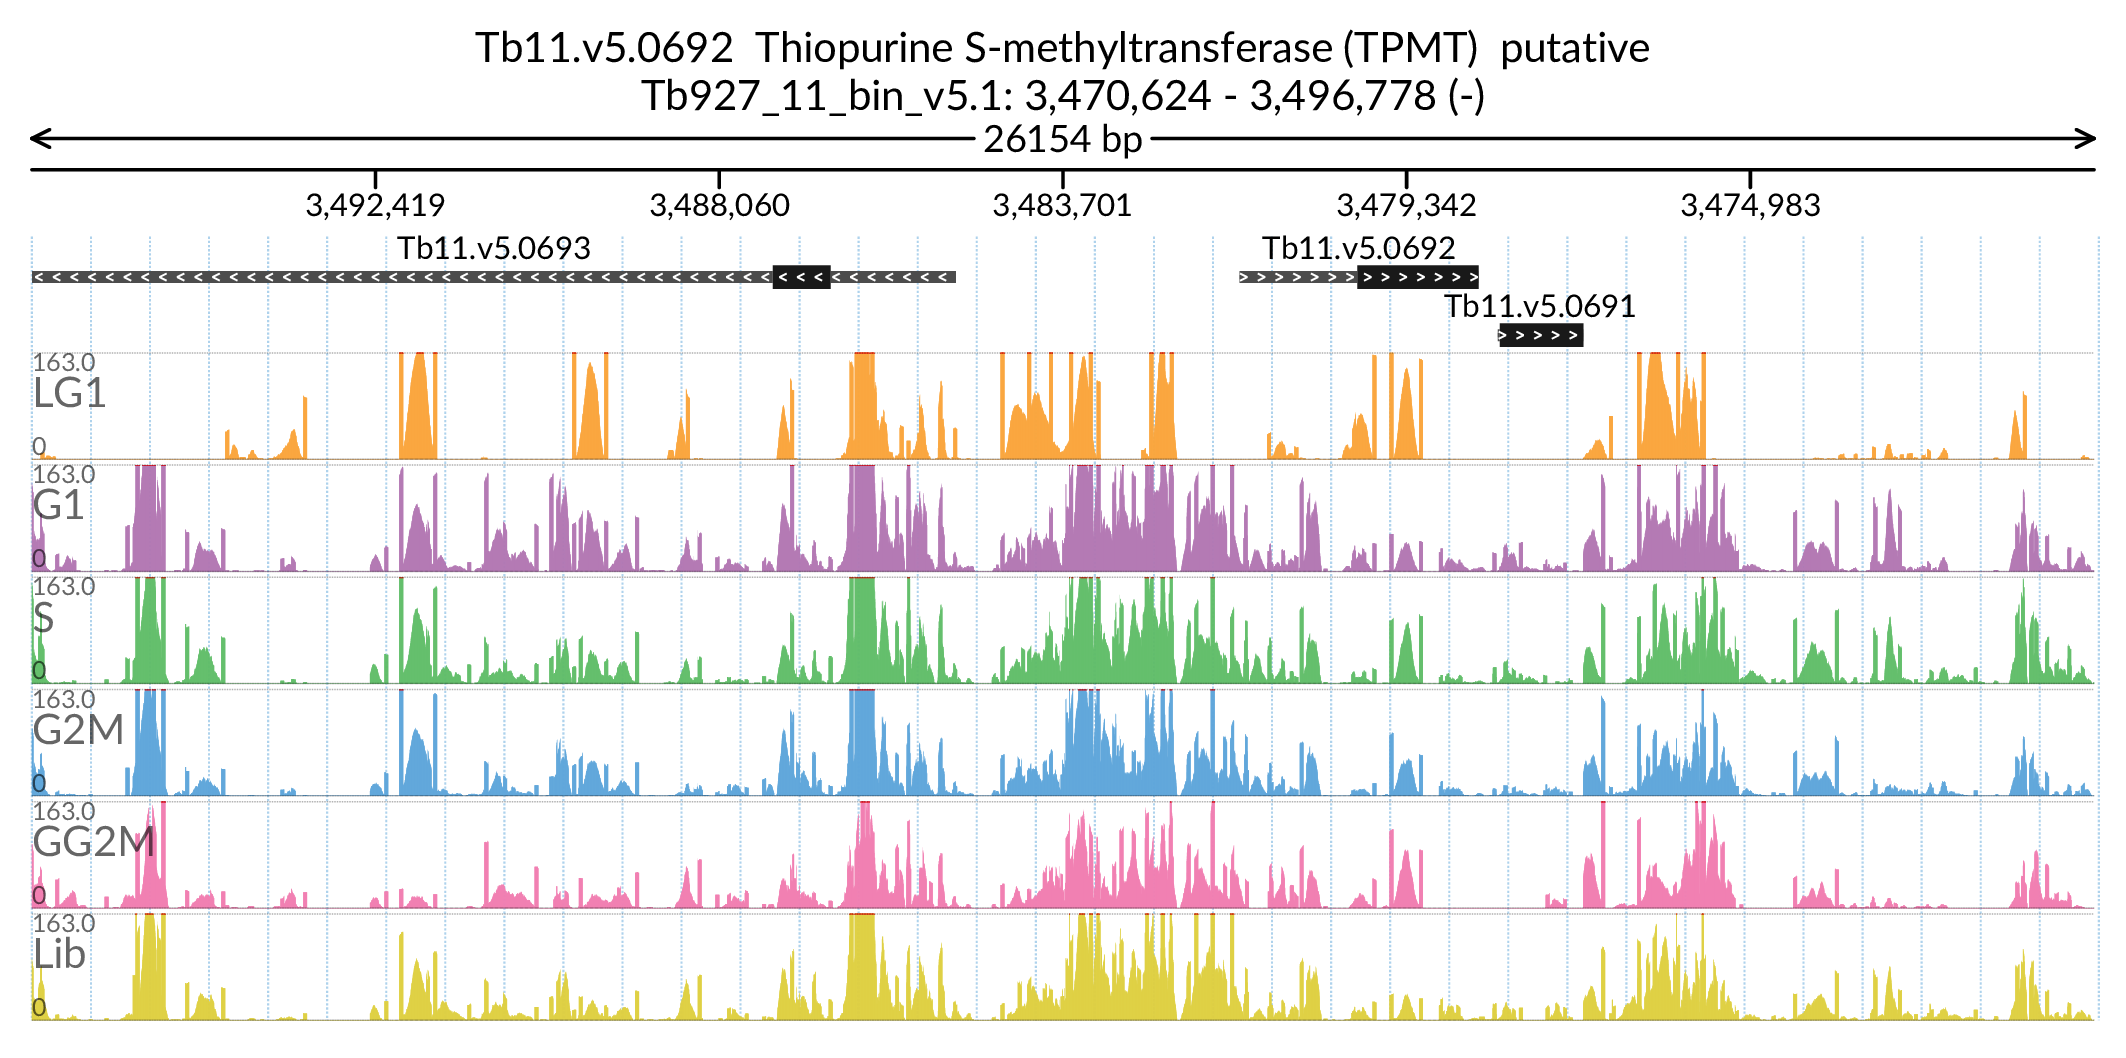 Tb11.v5.0692  Thiopurine S-methyltransferase (TPMT)  putative
Tb927_11_bin_v5.1: 3,470,624 - 3,496,778 (-)
26154 bp
3,492,419 3,488,060 3,483,701 3,479,342 3,474,983
Tb11.v5.0693 Tb11.v5.0692
Tb11.v5.0691
163.0
LG1
0
163.0
G1
0
163.0
S
0
163.0
G2M
0
163.0
GG2M
0
163.0
Lib
0